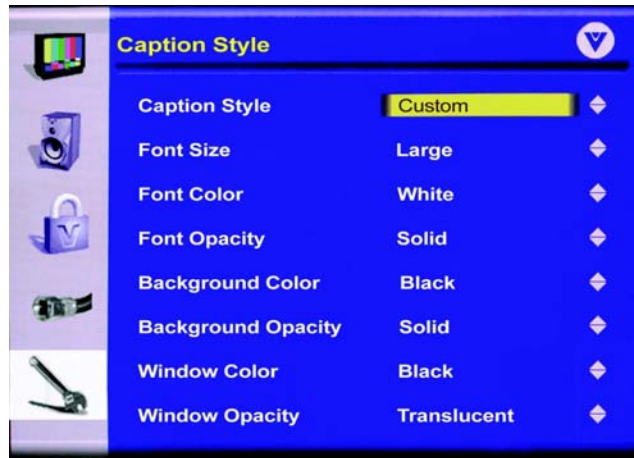 Caption Style
V
Caption Style Custom
Font Size Large
Font Color White
V
Font Opacity Solid
Background Color Black
Background Opacity Solid
Window Color Black
Window Opacity Translucent